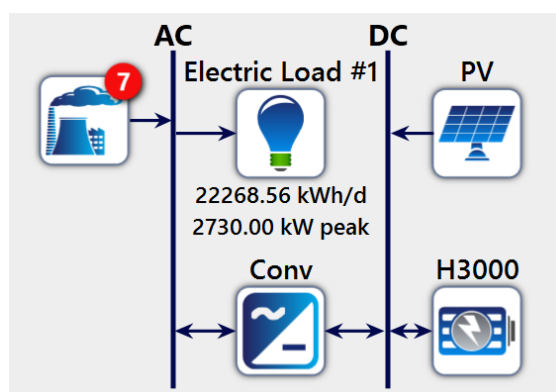 AC
DC
7
Electric Load #1
PV
22268.56 kWh/d
2730.00 kW peak
Conv
H3000